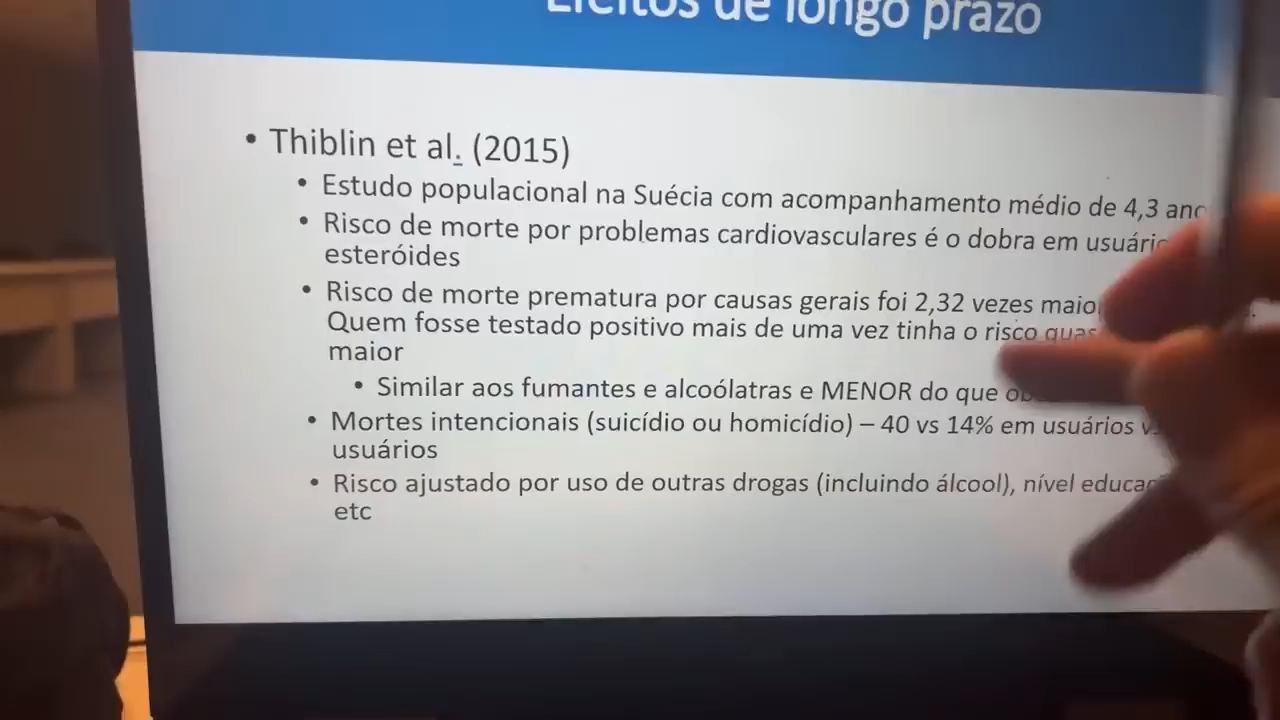 Efeitos de longo prazo
• Thiblin et al. (2015)
• Estudo populacional na Suécia com acompanhamento médio de 4,3
• Risco de morte por problemas cardiovasculares é o dobra em
esteróides
• Risco de morte prematura por causas gerais foi 2,32 vezes
Quem fosse testado positivo mais de uma vez tinha o risco
maior
• Similar aos fumantes e alcoólatras e MENOR do que
• Mortes intencionais (suicídio ou homicídio) – 40 vs 14% em usuários
usuários
• Risco ajustado por uso de outras drogas (incluindo álcool), nível
etc